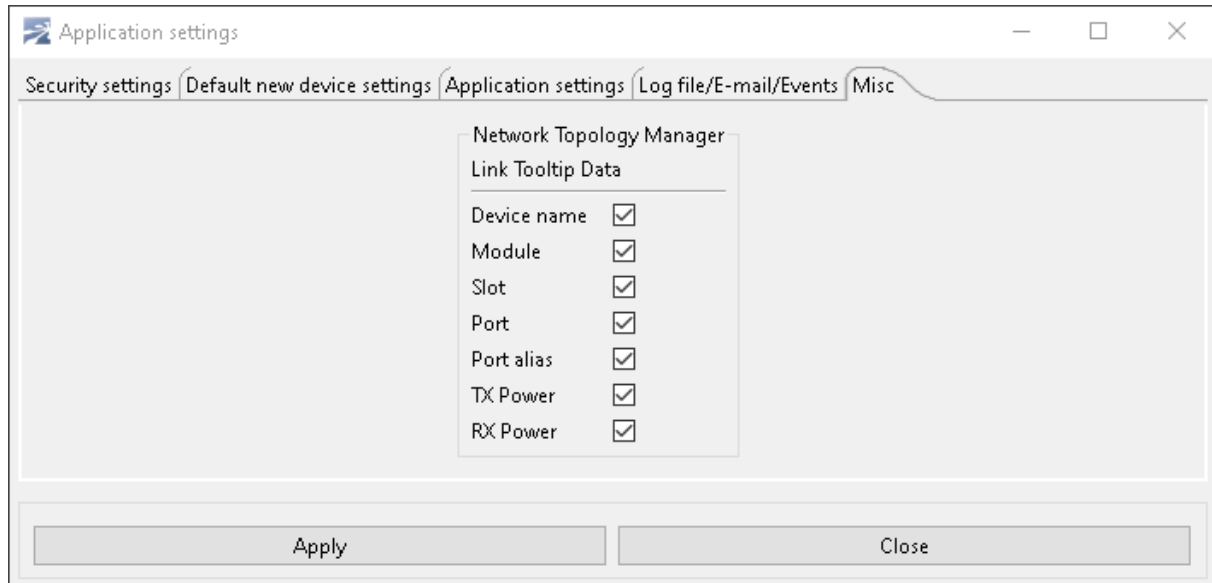 Application settings
Security settings Default new device settings Application settings Log file/E-mail/Events Misc
Network Topology Manager
Link Tooltip Data
Device name
Module
Slot
Port
Port alias
TX Power
RX Power
Apply Close